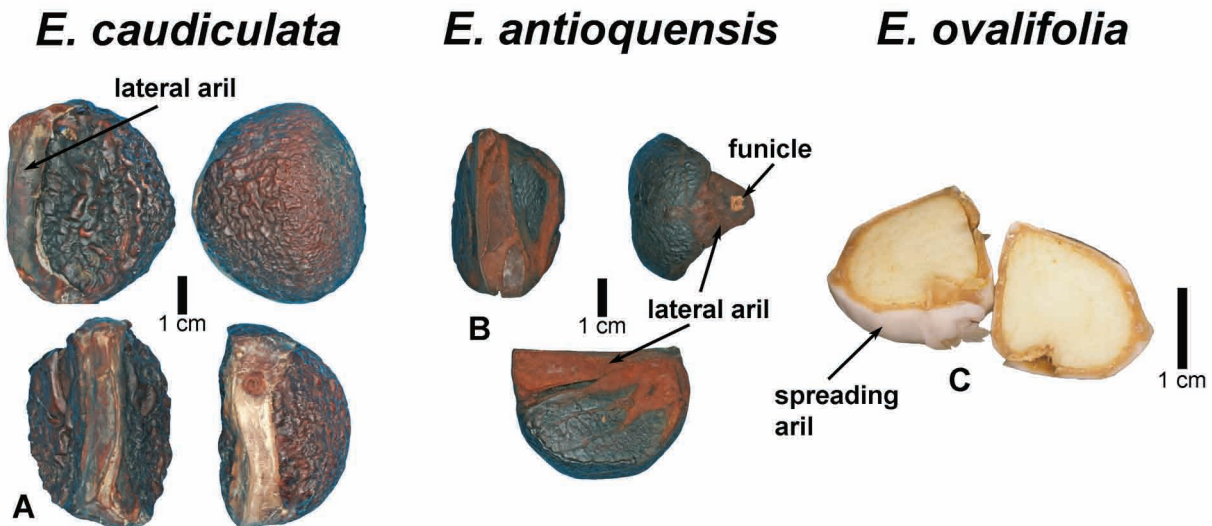 E. caudiculata
E. antioquensis
E. ovalifolia
lateral aril
1 cm
A
funicle
lateral aril
1 cm
B
spreading
aril
C
1 cm